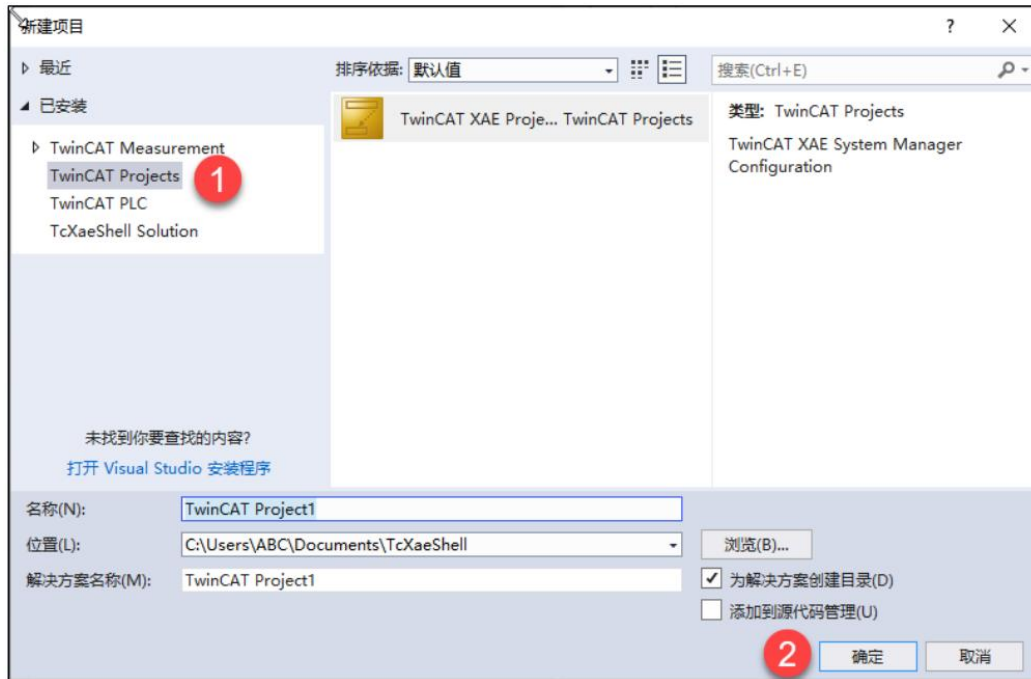 新建项目
?
最近
已安装
TwinCAT Measurement
TwinCAT Projects
1
TwinCAT PLC
TcXaeShell Solution
未找到你要查找的内容?
打开 Visual Studio 安装程序
排序依据: 默认值
TwinCAT XAE Proje... TwinCAT Projects
搜索(Ctrl+E)
类型: TwinCAT Projects
TwinCAT XAE System Manager
Configuration
名称(N): TwinCAT Project1
位置(L): C:\Users\ABC\Documents\TcXaeShell 浏览(B)...
解决方案名称(M): TwinCAT Project1 为解决方案创建目录(D)
添加到源代码管理(U)
2 确定 取消